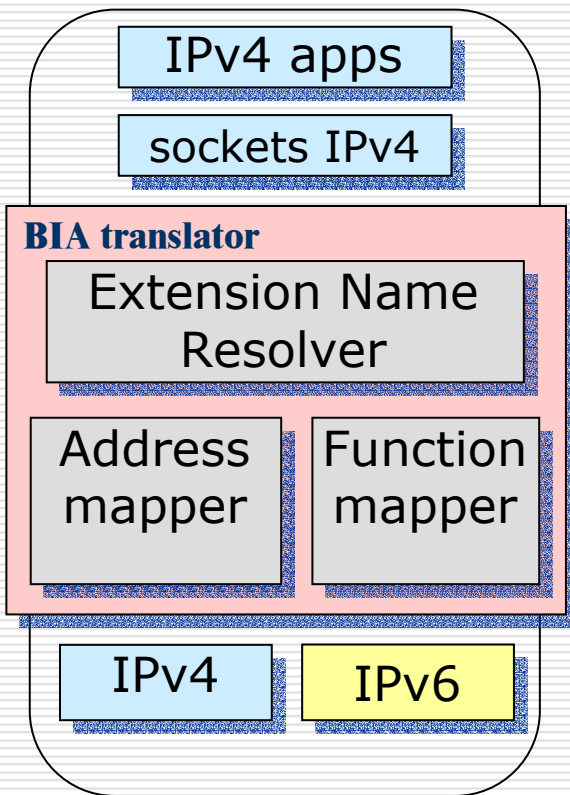 IPv4 apps
sockets IPv4
BIA translator
Extension Name
Resolver
Address
mapper
Function
mapper
IPv4
IPv6